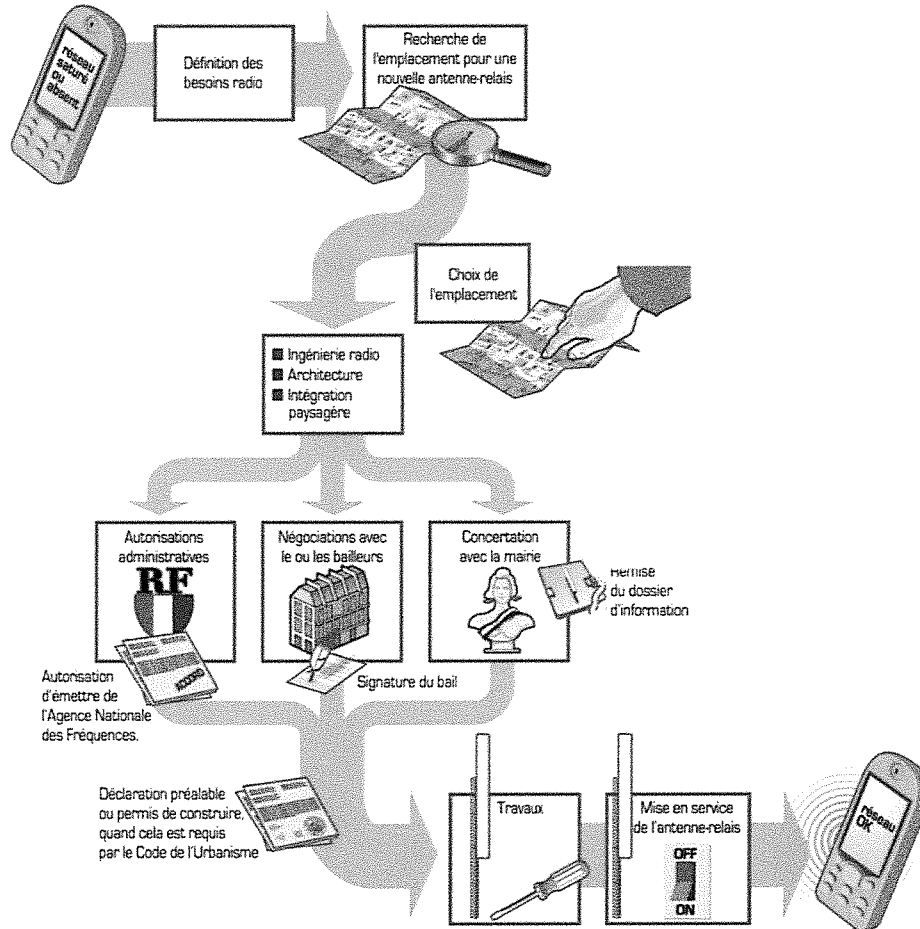 réseau
saturé
ou
absent
Définition des
besoins radio
Recherche de
l'emplacement pour une
nouvelle antenne-relais
Choix de
l'emplacement
Ingénierie radio
Architecture
Intégration
paysagère
Autorisations
administratives
RF
ACCORD
Autorisation
d'émettre de
l'Agence Nationale
des Fréquences.
Négociations avec
le ou les bailleurs
Signature du bail
Concertation
avec la mairie
Remise
du dossier
d'information
Déclaration préalable
ou permis de construire,
quand cela est requis
par le Code de l'Urbanisme
Travaux
Mise en service
de l'antenne-relais
OFF
ON
réseau
OK